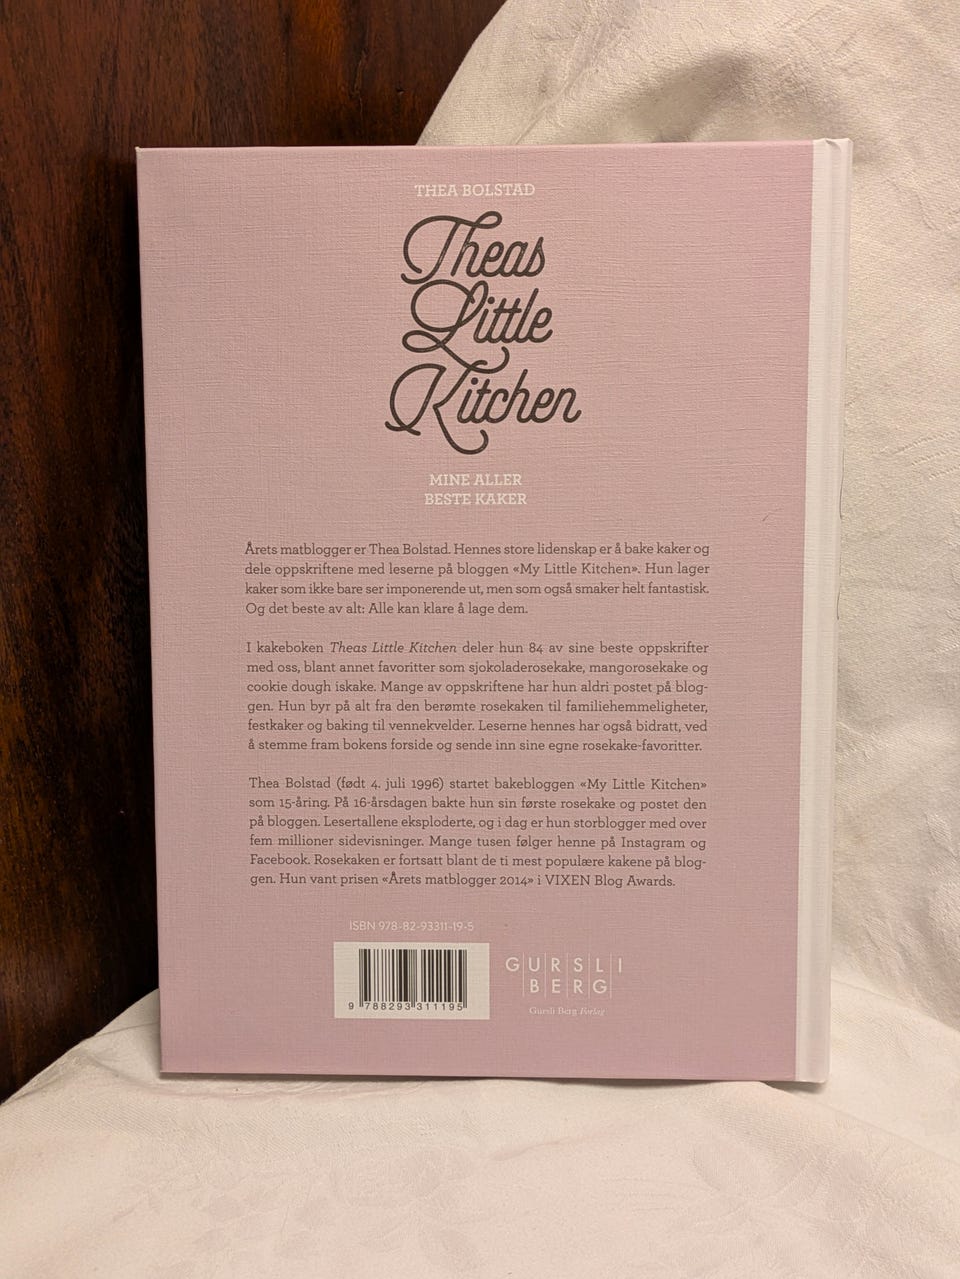 THEA BOLSTAD
Theas
Little
Kitchen
MINE ALLER
BESTE KAKER
Årets matblogger er Thea Bolstad. Hennes store lidenskap er å bake kaker og
dele oppskriftene med leserne på bloggen «My Little Kitchen». Hun lager
kaker som ikke bare ser imponerende ut, men som også smaker helt fantastisk.
Og det beste av alt: Alle kan klare å lage dem.
I kakeboken Theas Little Kitchen deler hun 84 av sine beste oppskrifter
med oss, blant annet favoritter som sjokoladerosekake, mangorosekake og
cookie dough iskake. Mange av oppskriftene har hun aldri postet på blog-
gen. Hun byr på alt fra den berømte rosekaken til familiehemmeligheter,
festkaker og baking til vennekvelder. Leserne hennes har også bidratt, ved
å stemme fram bokens forside og sende inn sine egne rosekake-favoritter.
Thea Bolstad (født 4. juli 1996) startet bakebloggen «My Little Kitchen»
som 15-åring. På 16-årsdagen bakte hun sin første rosekake og postet den
på bloggen. Lesertallene eksploderte, og i dag er hun storblogger med over
fem millioner sidevisninger. Mange tusen følger henne på Instagram og
Facebook. Rosekaken er fortsatt blant de ti mest populære kakene på blog-
gen. Hun vant prisen «Årets matblogger 2014» i VIXEN Blog Awards.
ISBN 978-82-93311-19-5
9 788293 311195
GURSLI
BERG
Gursli Berg Forlag